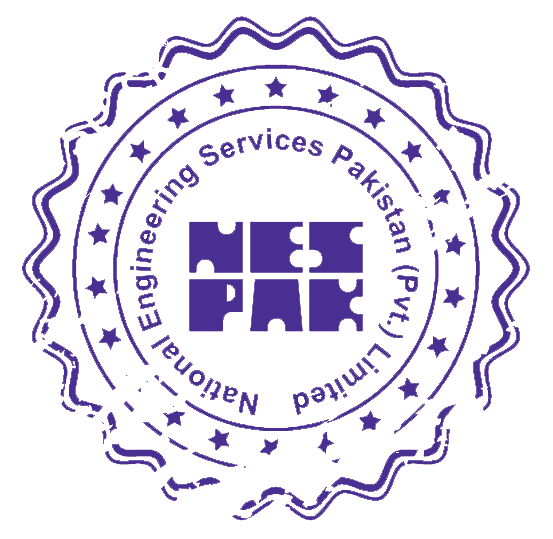 National Engineering Services Pakistan (Pvt.) Limited
NES
PAK